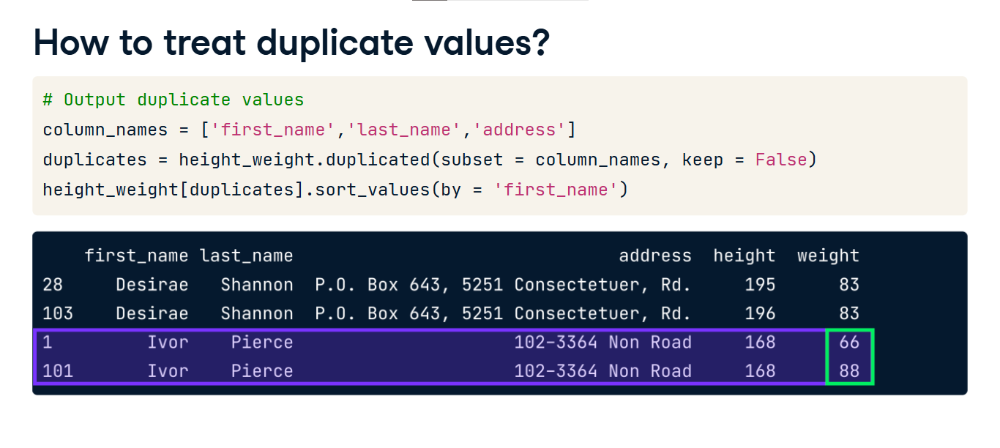 How to treat duplicate values?
# Output duplicate values
column_names = ['first_name','last_name','address']
duplicates = height_weight.duplicated(subset = column_names, keep = False)
height_weight[duplicates].sort_values(by = 'first_name')
first_name last_name address height weight
28 Desirae Shannon P.O. Box 643, 5251 Consectetuer, Rd. 195 83
103 Desirae Shannon P.O. Box 643, 5251 Consectetuer, Rd. 196 83
1 Ivor Pierce 102-3364 Non Road 168 66
101 Ivor Pierce 102-3364 Non Road 168 88